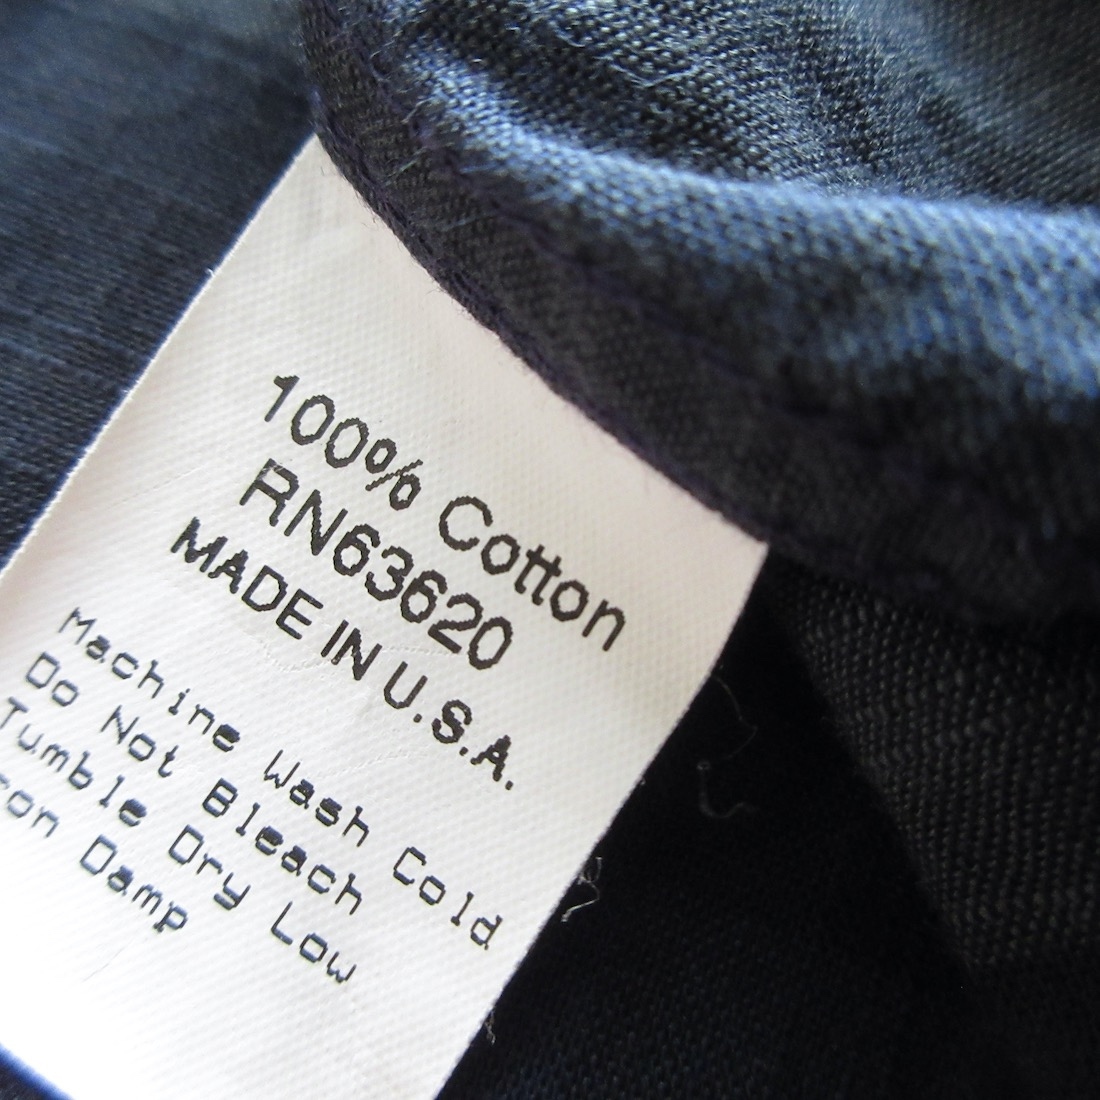 100% Cotton
RN63620
MADE IN U.S.A.
Machine Wash Cold
Do Not Bleach
Tumble Dry Low
ron Damp